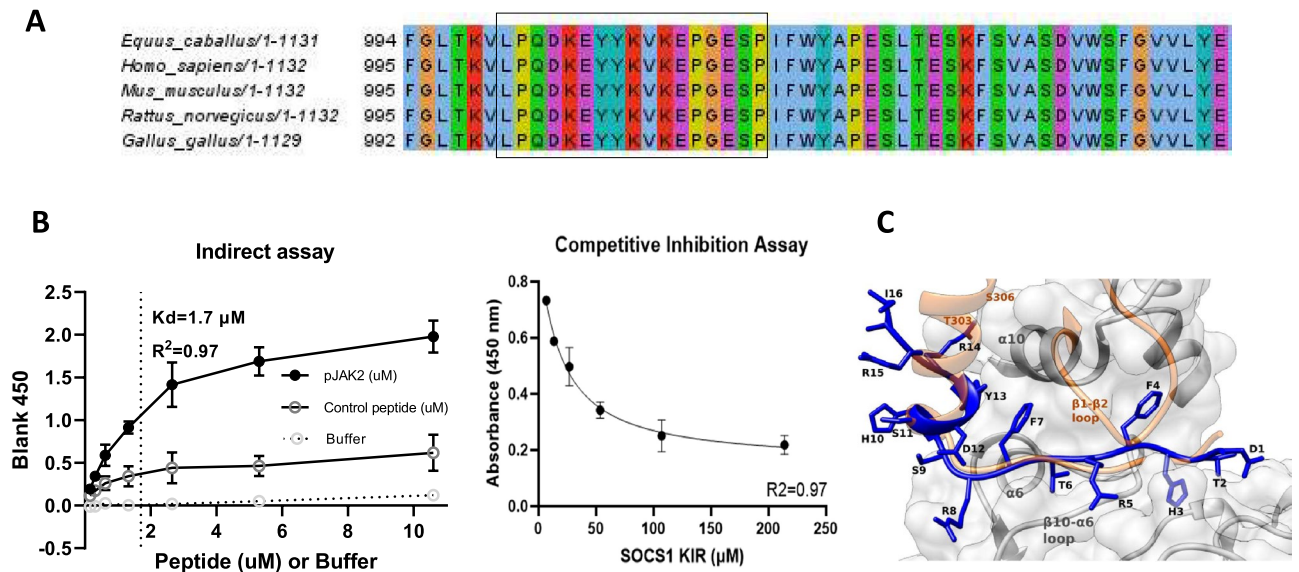 A
Equus_caballus/1-1131 994 FGLTKVLPQDKEYYKVKEPGESPIFWYAPESLTESKFSVASDVWSFGVVLYE
Homo_sapiens/1-1132 995 FGLTKVLPQDKEYYKVKEPGESPIFWYAPESLTESKFSVASDVWSFGVVLYE
Mus_musculus/1-1132 995 FGLTKVLPQDKEYYKVKEPGESPIFWYAPESLTESKFSVASDVWSFGVVLYE
Rattus_norvegicus/1-1132 995 FGLTKVLPQDKEYYKVKEPGESPIFWYAPESLTESKFSVASDVWSFGVVLYE
Gallus_gallus/1-1129 992 FGLTKVLPQDKEYYKVKEPGESPIFWYAPESLTESKFSVASDVWSFGVVLYE
B
Indirect assay
2.5
2.0
1.5
1.0
0.5
0.0
-0.5
Blank 450
Kd=1.7 µM
R²=0.97
pJAK2 (uM)
Control peptide (uM)
Buffer
2 4 6 8 10
Peptide (uM) or Buffer
Competitive Inhibition Assay
0.8
0.6
0.4
0.2
0.0
Absorbance (450 nm)
R2=0.97
0 50 100 150 200 250
SOCS1 KIR (µM)
C
I16
S306
T303
R14
α10
R15
Y13
F4
β1-β2
loop
F7
H10
S11
D12
D1
S9
T6
T2
α6
R5
H3
R8
β10-α6
loop